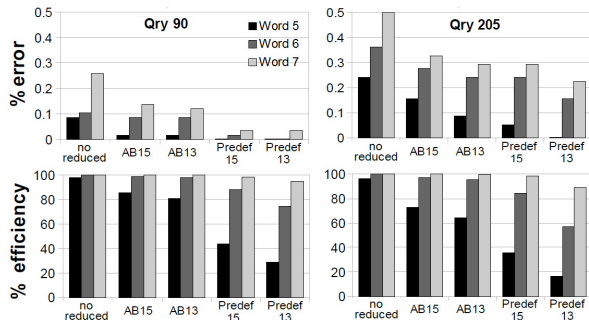 Qry 90
Qry 205
% error
0.5
0.4
0.3
0.2
0.1
0
Word 5
Word 6
Word 7
no reduced
AB15
AB13
Predef 15
Predef 13
0.5
0.4
0.3
0.2
0.1
0
no reduced
AB15
AB13
Predef 15
Predef 13
% efficiency
100
80
60
40
20
0
no reduced
AB15
AB13
Predef 15
Predef 13
100
80
60
40
20
0
no reduced
AB15
AB13
Predef 15
Predef 13